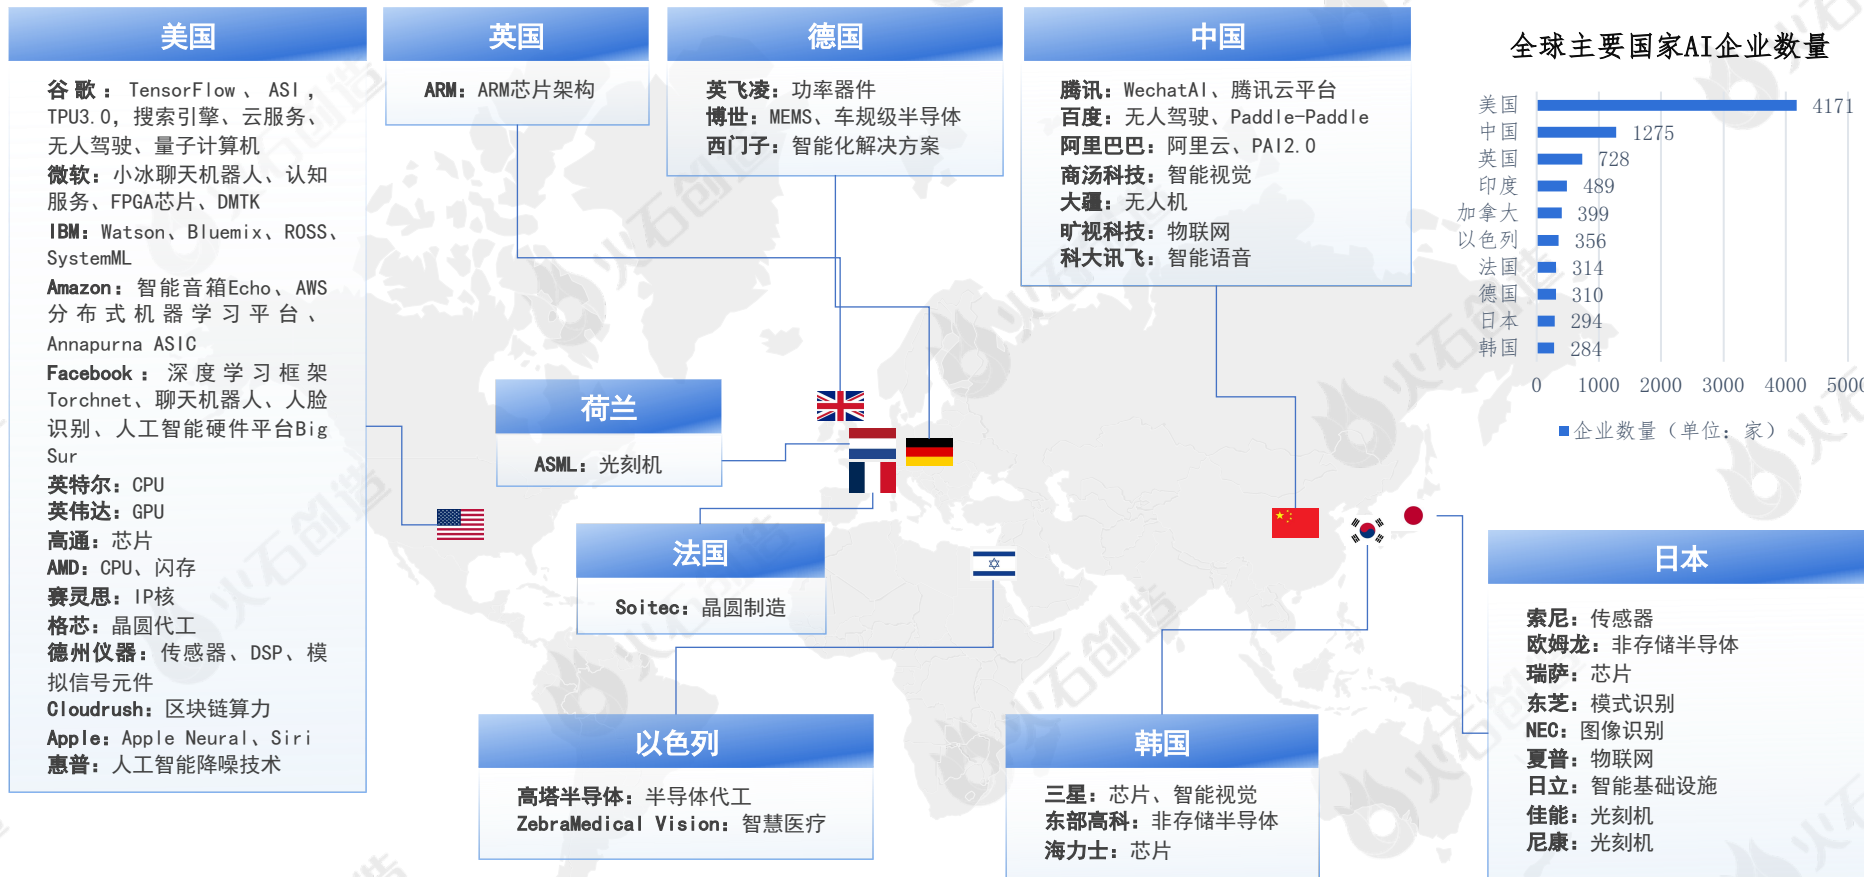 美国
谷歌：TensorFlow、ASI，
TPU3.0，搜索引擎、云服务、
无人驾驶、量子计算机
微软：小冰聊天机器人、认知
服务、FPGA芯片、DMTK
IBM：Watson、Bluemix、ROSS、
SystemML
Amazon：智能音箱Echo、AWS
分布式机器学习平台、
Annapurna ASIC
Facebook：深度学习框架
Torchnet、聊天机器人、人脸
识别、人工智能硬件平台Big
Sur
英特尔：CPU
英伟达：GPU
高通：芯片
AMD：CPU、闪存
赛灵思：IP核
格芯：晶圆代工
德州仪器：传感器、DSP、模
拟信号元件
Cloudrush：区块链算力
Apple：Apple Neural、Siri
惠普：人工智能降噪技术
英国
ARM：ARM芯片架构
德国
英飞凌：功率器件
博世：MEMS、车规级半导体
西门子：智能化解决方案
中国
腾讯：WechatAI、腾讯云平台
百度：无人驾驶、Paddle-Paddle
阿里巴巴：阿里云、PAI2.0
商汤科技：智能视觉
大疆：无人机
旷视科技：物联网
科大讯飞：智能语音
全球主要国家AI企业数量
美国 4171
中国 1275
英国 728
印度 489
加拿大 399
以色列 356
法国 314
德国 310
日本 294
韩国 284
0 1000 2000 3000 4000 5000
企业数量（单位：家）
荷兰
ASML：光刻机
法国
Soitec：晶圆制造
以色列
高塔半导体：半导体代工
ZebraMedical Vision：智慧医疗
韩国
三星：芯片、智能视觉
东部高科：非存储半导体
海力士：芯片
日本
索尼：传感器
欧姆龙：非存储半导体
瑞萨：芯片
东芝：模式识别
NEC：图像识别
夏普：物联网
日立：智能基础设施
佳能：光刻机
尼康：光刻机
火石创造